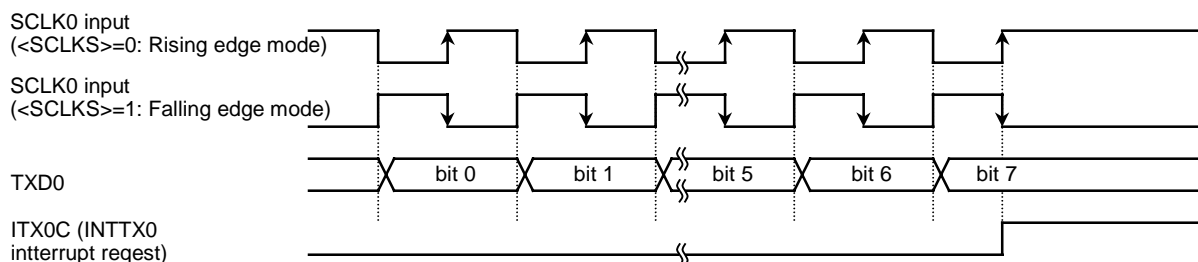 SCLK0 input
(<SCLKS>=0: Rising edge mode)
SCLK0 input
(<SCLKS>=1: Falling edge mode)
TXD0
bit 0
bit 1
bit 5
bit 6
bit 7
ITX0C (INTTX0
intterrupt reqest)